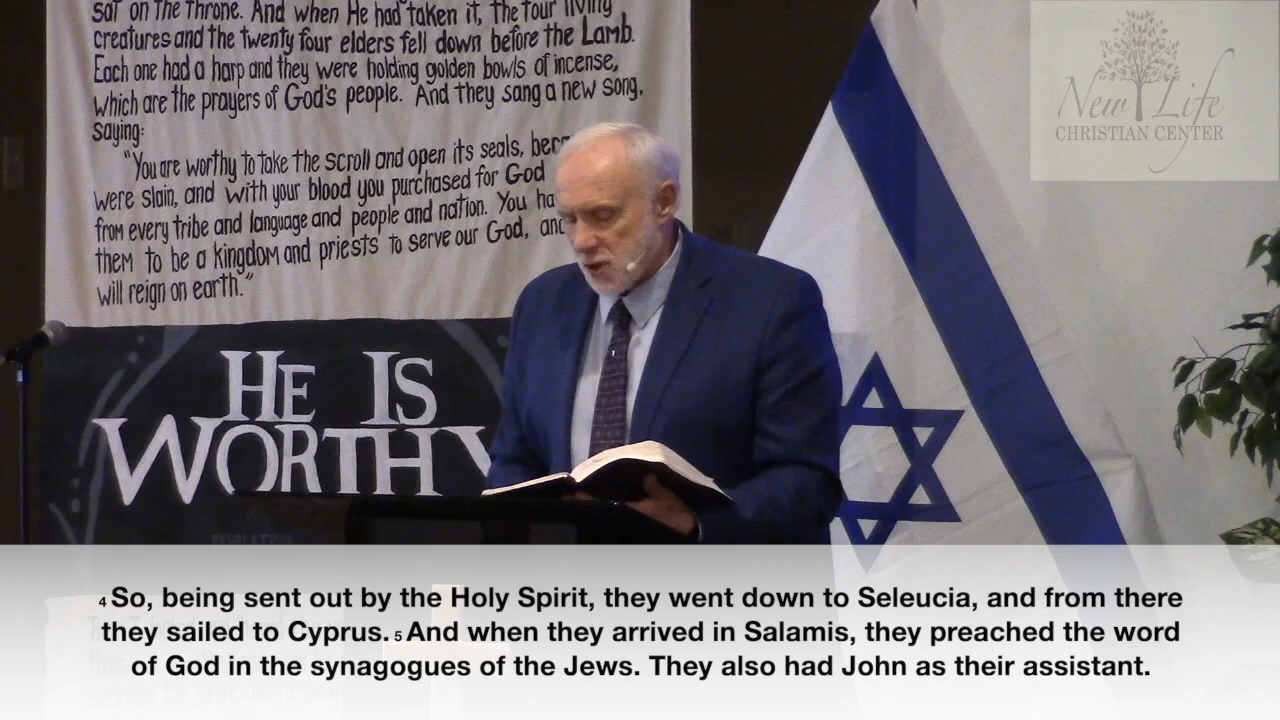 sat on the throne. And when He had taken it, the four living
creatures and the twenty four elders fell down before the Lamb.
Each one had a harp and they were holding golden bowls of incense,
which are the prayers of God's people. And they sang a new song,
saying:
"You are worthy to take the scroll and open its seals,
were slain, and with your blood you purchased for God
from every tribe and language and people and nation. You
them to be a kingdom and priests to serve our God,
will reign on earth."
HE IS
WORTHY
New Life
CHRISTIAN CENTER
4 So, being sent out by the Holy Spirit, they went down to Seleucia, and from there
they sailed to Cyprus. 5 And when they arrived in Salamis, they preached the word
of God in the synagogues of the Jews. They also had John as their assistant.